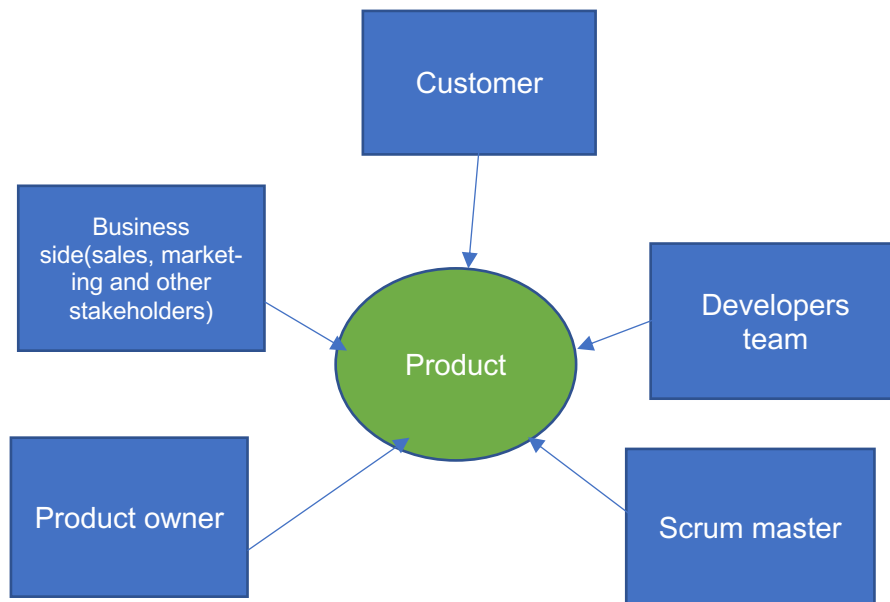 Customer
Business
side(sales, market-
ing and other
stakeholders)
Developers
team
Product
Product owner
Scrum master